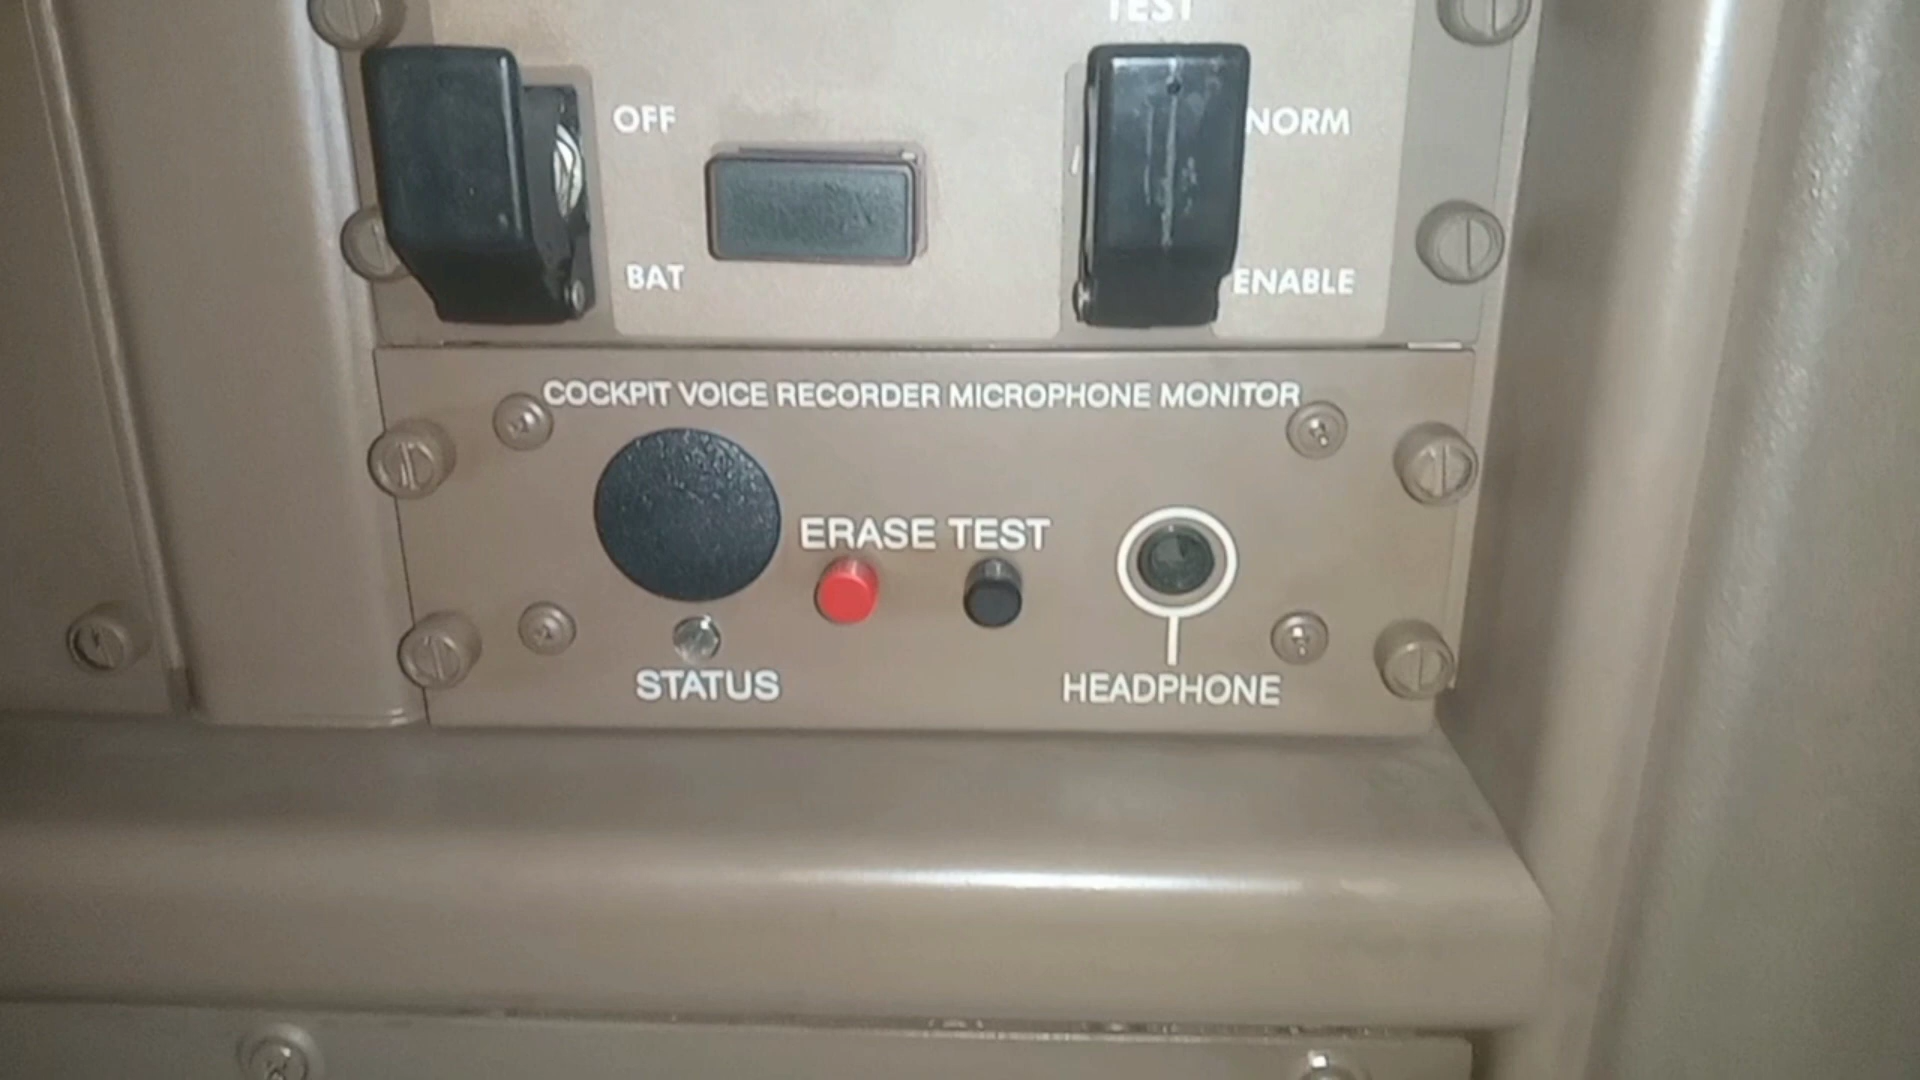 TEST
OFF
NORM
BAT
ENABLE
COCKPIT VOICE RECORDER MICROPHONE MONITOR
ERASE TEST
STATUS
HEADPHONE